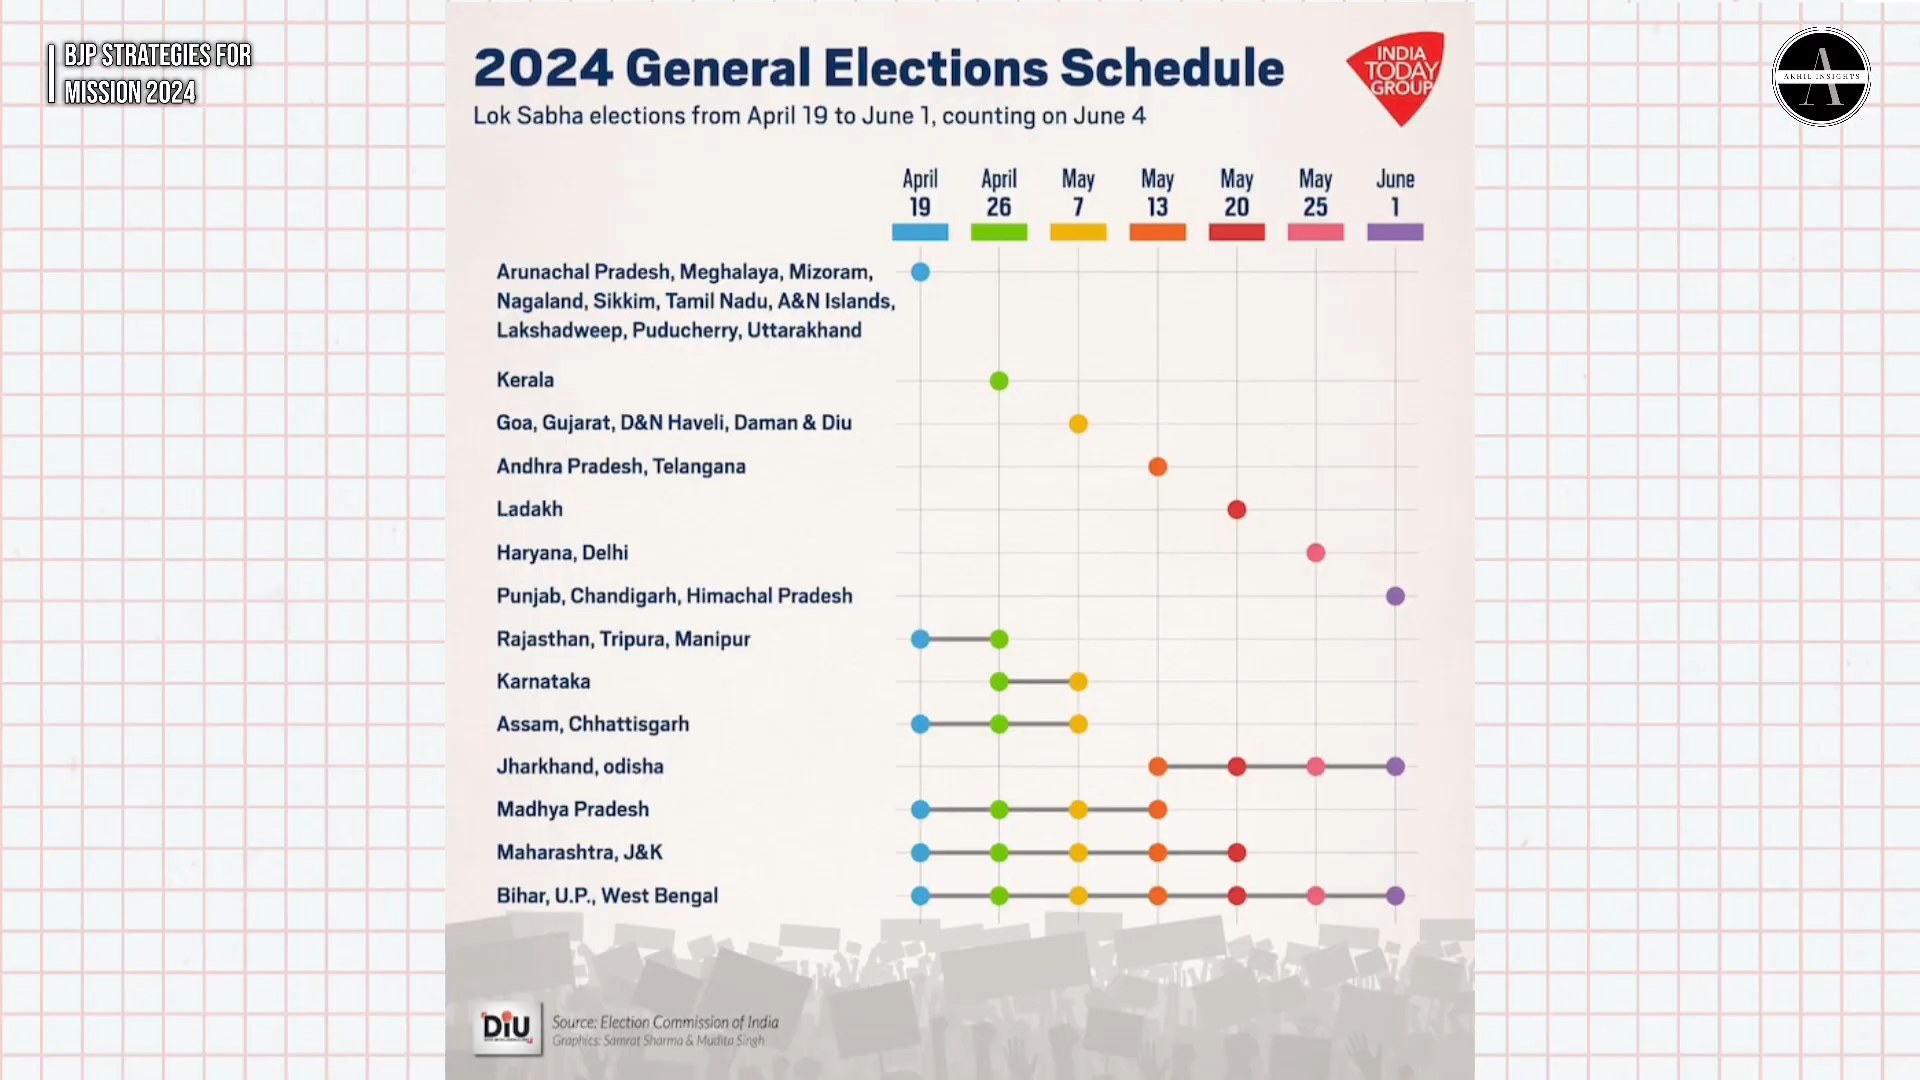 BJP STRATEGIES FOR
MISSION 2024
2024 General Elections Schedule
Lok Sabha elections from April 19 to June 1, counting on June 4
INDIA
TODAY
GROUP
AKHIL INSIGHTS
A
April April May May May May June
19 26 7 13 20 25 1
Arunachal Pradesh, Meghalaya, Mizoram,
Nagaland, Sikkim, Tamil Nadu, A&N Islands,
Lakshadweep, Puducherry, Uttarakhand
Kerala
Goa, Gujarat, D&N Haveli, Daman & Diu
Andhra Pradesh, Telangana
Ladakh
Haryana, Delhi
Punjab, Chandigarh, Himachal Pradesh
Rajasthan, Tripura, Manipur
Karnataka
Assam, Chhattisgarh
Jharkhand, odisha
Madhya Pradesh
Maharashtra, J&K
Bihar, U.P., West Bengal
DiU
Source: Election Commission of India
Graphics: Samrat Sharma & Mudita Singh